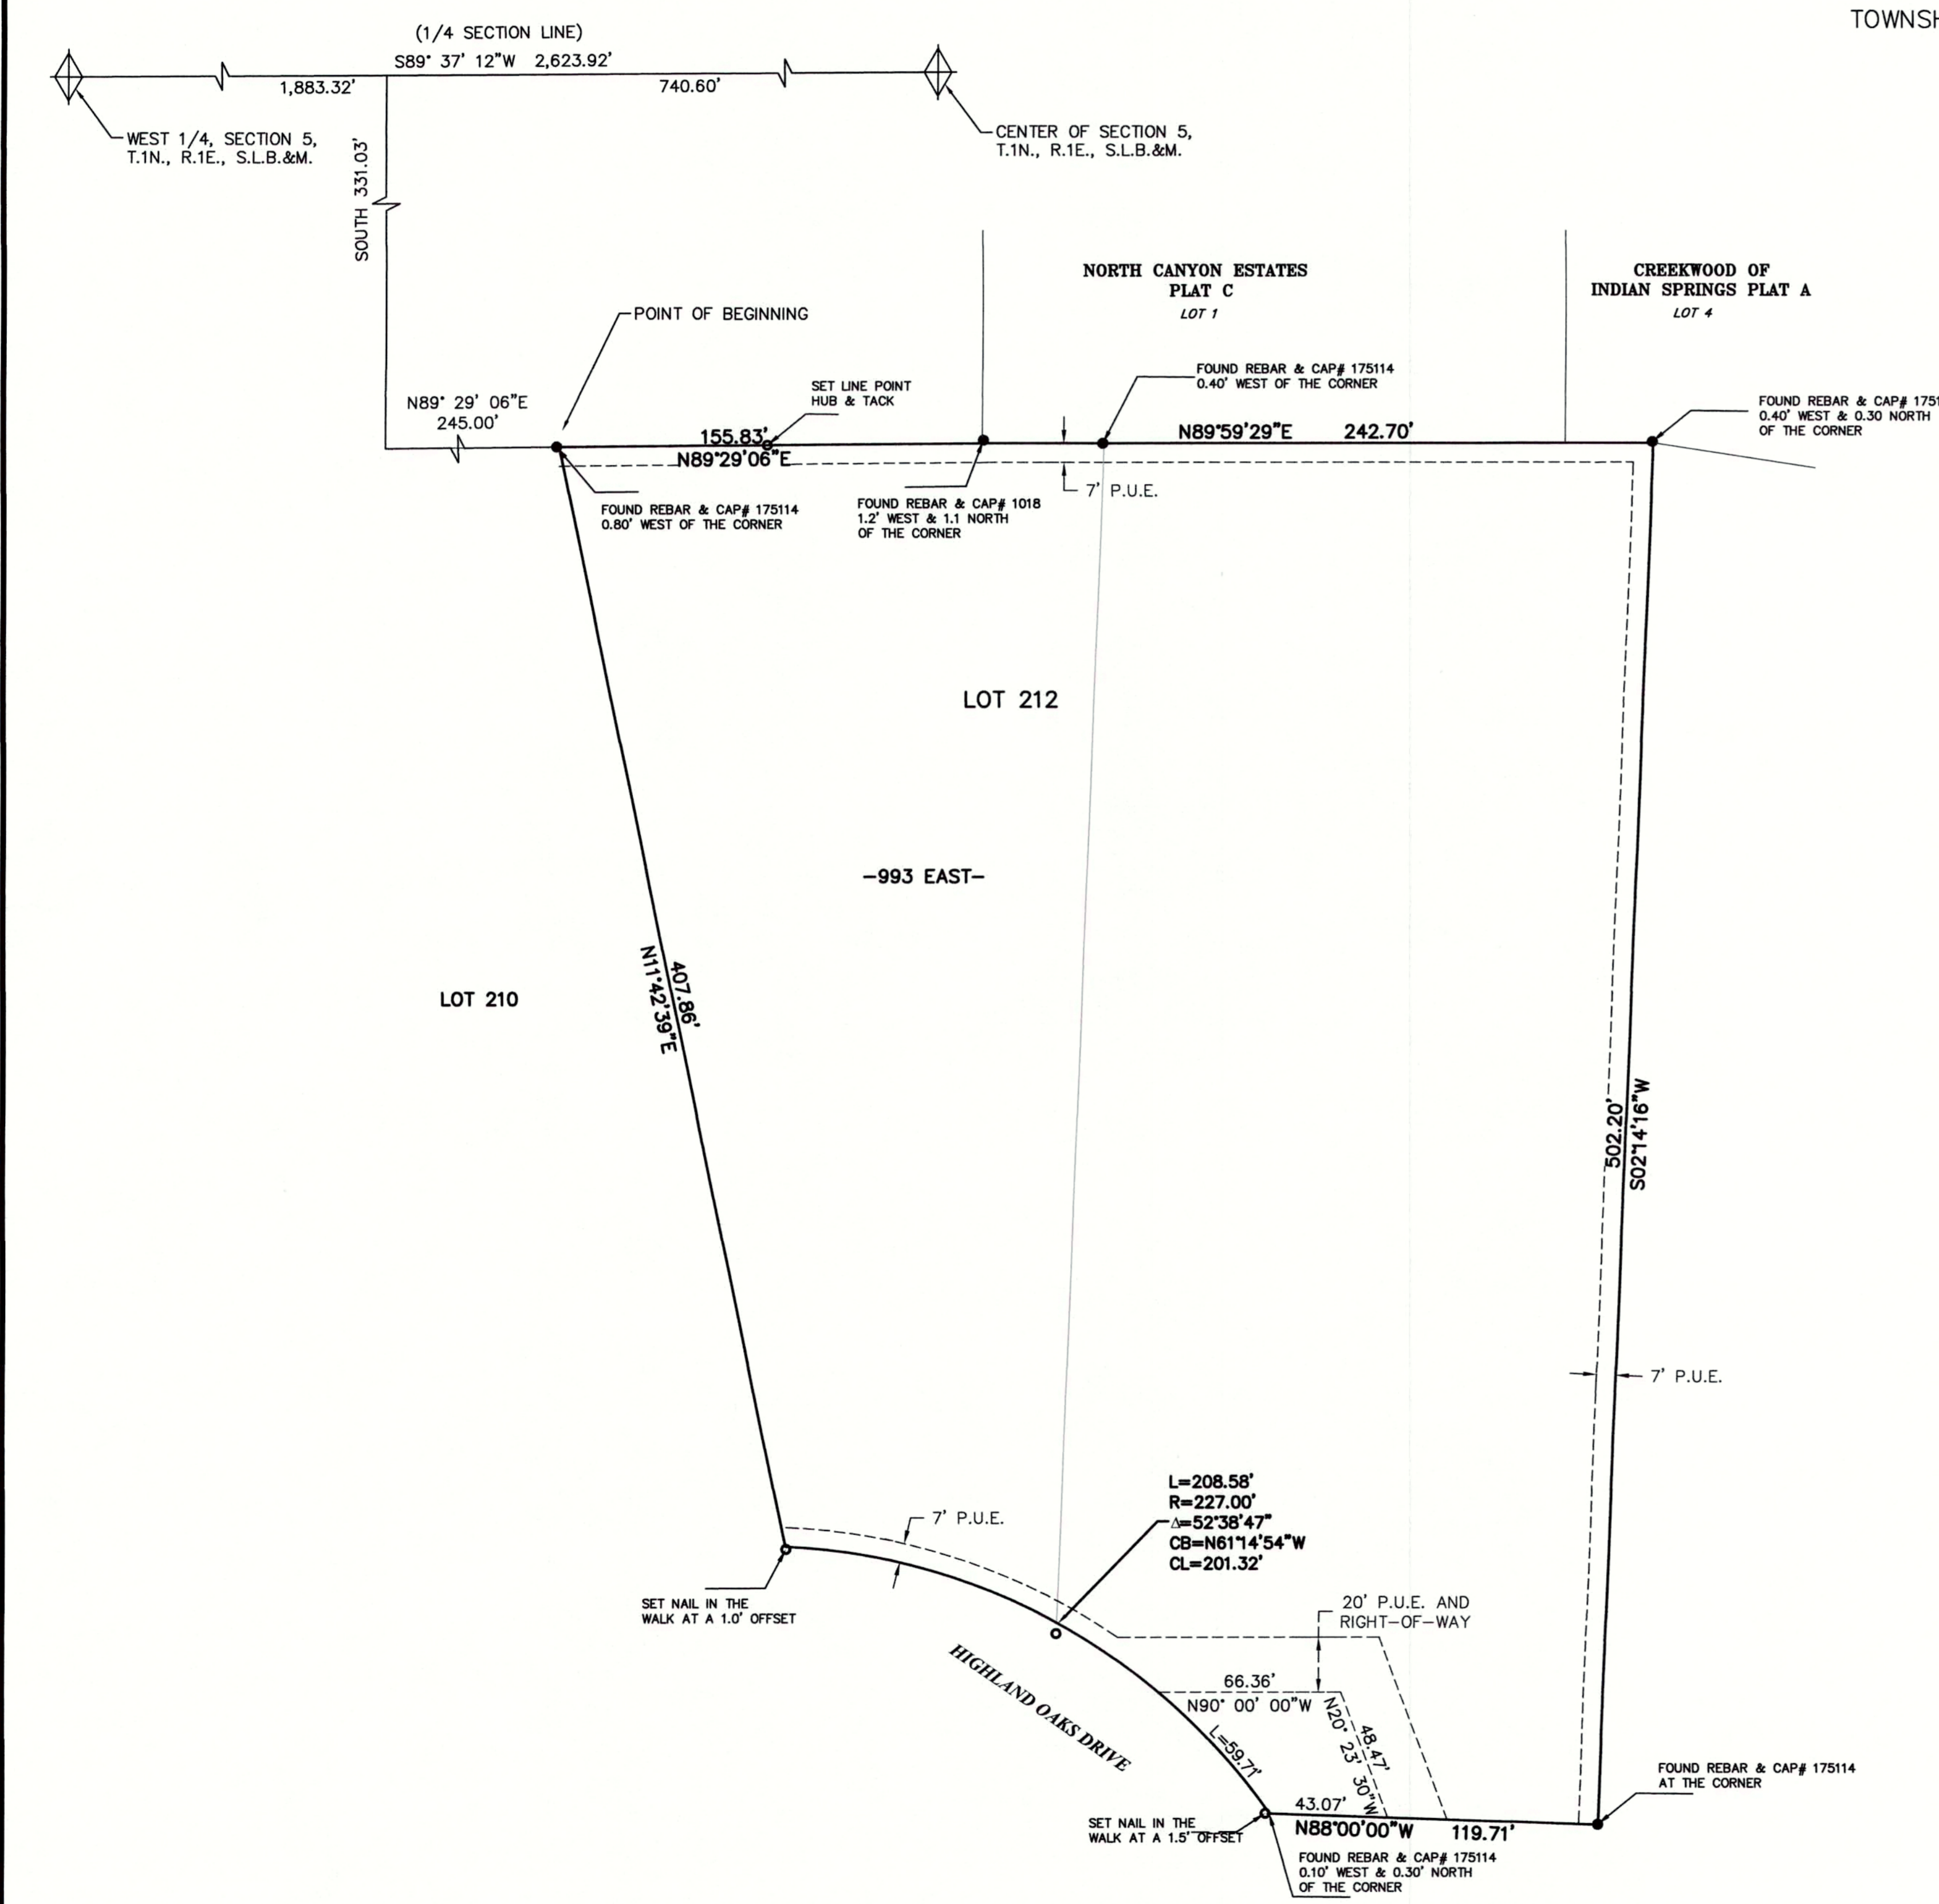 TOWNSH
(1/4 SECTION LINE)
S89° 37' 12"W 2,623.92'
1,883.32'
740.60'
WEST 1/4, SECTION 5,
T.1N., R.1E., S.L.B.&M.
CENTER OF SECTION 5,
T.1N., R.1E., S.L.B.&M.
SOUTH 331.03'
NORTH CANYON ESTATES
PLAT C
LOT 1
CREEKWOOD OF
INDIAN SPRINGS PLAT A
LOT 4
POINT OF BEGINNING
N89° 29' 06"E
245.00'
SET LINE POINT
HUB & TACK
FOUND REBAR & CAP# 175114
0.40' WEST OF THE CORNER
FOUND REBAR & CAP# 1751
0.40' WEST & 0.30 NORTH
OF THE CORNER
155.83'
N89°29'06"E
N89°59'29"E 242.70'
7' P.U.E.
FOUND REBAR & CAP# 175114
0.80' WEST OF THE CORNER
FOUND REBAR & CAP# 1018
1.2' WEST & 1.1 NORTH
OF THE CORNER
LOT 212
-993 EAST-
LOT 210
407.86'
N11°42'39"E
502.20'
S02°14'16"W
7' P.U.E.
L=208.58'
R=227.00'
Δ=52°38'47"
CB=N61°14'54"W
CL=201.32'
7' P.U.E.
SET NAIL IN THE
WALK AT A 1.0' OFFSET
20' P.U.E. AND
RIGHT-OF-WAY
HIGHLAND OAKS DRIVE
66.36'
N90° 00' 00"W
48.47'
N20° 23' 30"W
L=59.71'
43.07'
N88°00'00"W 119.71'
SET NAIL IN THE
WALK AT A 1.5' OFFSET
FOUND REBAR & CAP# 175114
0.10' WEST & 0.30' NORTH
OF THE CORNER
FOUND REBAR & CAP# 175114
AT THE CORNER